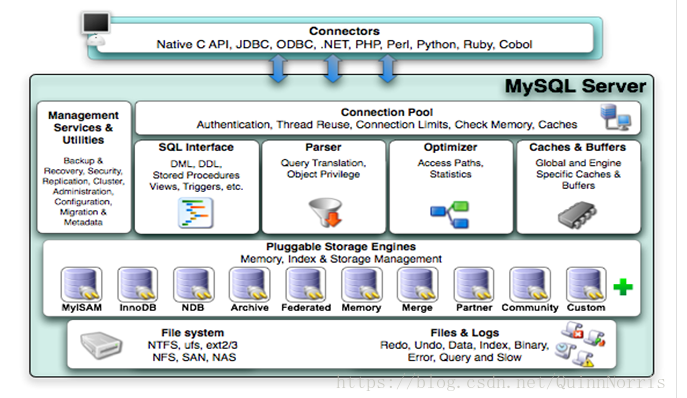 Connectors
Native C API, JDBC, ODBC, .NET, PHP, Perl, Python, Ruby, Cobol
MySQL Server
Management
Services &
Utilities
Backup &
Recovery, Security,
Replication, Cluster,
Administration,
Configuration,
Migration &
Metadata
Connection Pool
Authentication, Thread Reuse, Connection Limits, Check Memory, Caches
SQL Interface
DML, DDL,
Stored Procedures
Views, Triggers, etc.
Parser
Query Translation,
Object Privilege
Optimizer
Access Paths,
Statistics
Caches & Buffers
Global and Engine
Specific Caches &
Buffers
Pluggable Storage Engines
Memory, Index & Storage Management
MyISAM
InnoDB
NDB
Archive
Federated
Memory
Merge
Partner
Community
Custom
File system
NTFS, ufs, ext2/3
NFS, SAN, NAS
Files & Logs
Redo, Undo, Data, Index, Binary,
Error, Query and Slow
https://blog.csdn.net/QuinnNorris